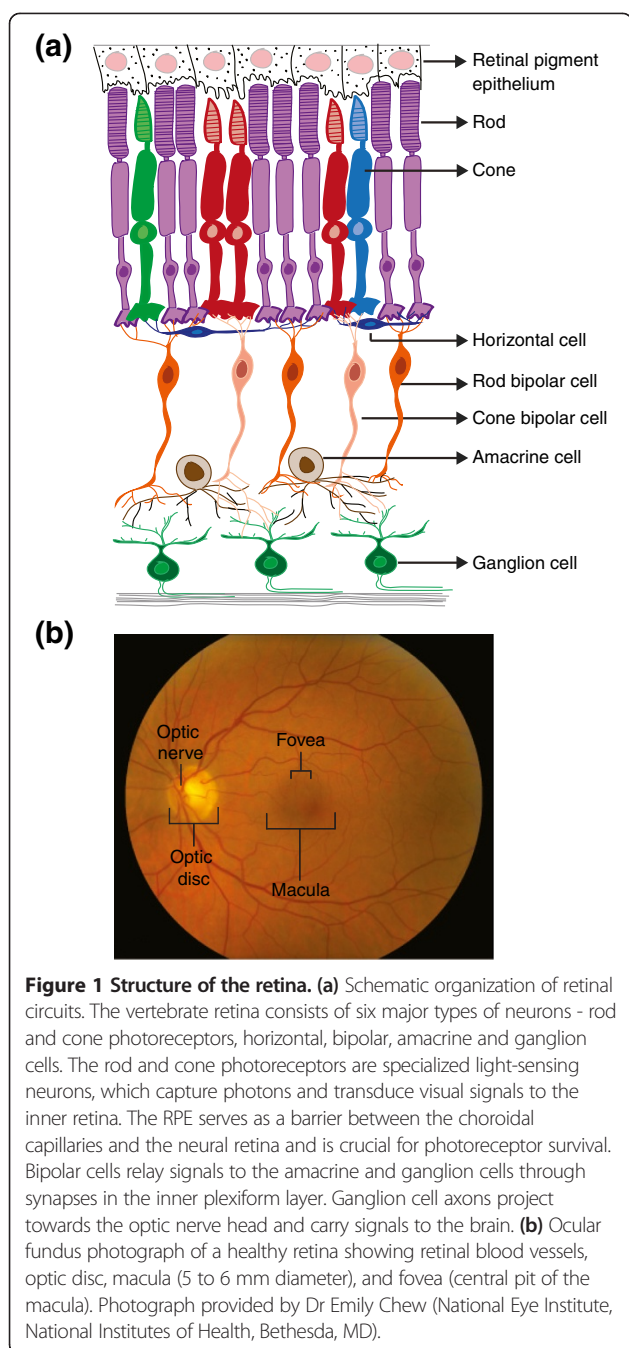 (a)
Retinal pigment
epithelium
Rod
Cone
Horizontal cell
Rod bipolar cell
Cone bipolar cell
Amacrine cell
Ganglion cell
(b)
Optic
nerve
Fovea
Optic
disc
Macula
Figure 1 Structure of the retina. (a) Schematic organization of retinal
circuits. The vertebrate retina consists of six major types of neurons - rod
and cone photoreceptors, horizontal, bipolar, amacrine and ganglion
cells. The rod and cone photoreceptors are specialized light-sensing
neurons, which capture photons and transduce visual signals to the
inner retina. The RPE serves as a barrier between the choroidal
capillaries and the neural retina and is crucial for photoreceptor survival.
Bipolar cells relay signals to the amacrine and ganglion cells through
synapses in the inner plexiform layer. Ganglion cell axons project
towards the optic nerve head and carry signals to the brain. (b) Ocular
fundus photograph of a healthy retina showing retinal blood vessels,
optic disc, macula (5 to 6 mm diameter), and fovea (central pit of the
macula). Photograph provided by Dr Emily Chew (National Eye Institute,
National Institutes of Health, Bethesda, MD).